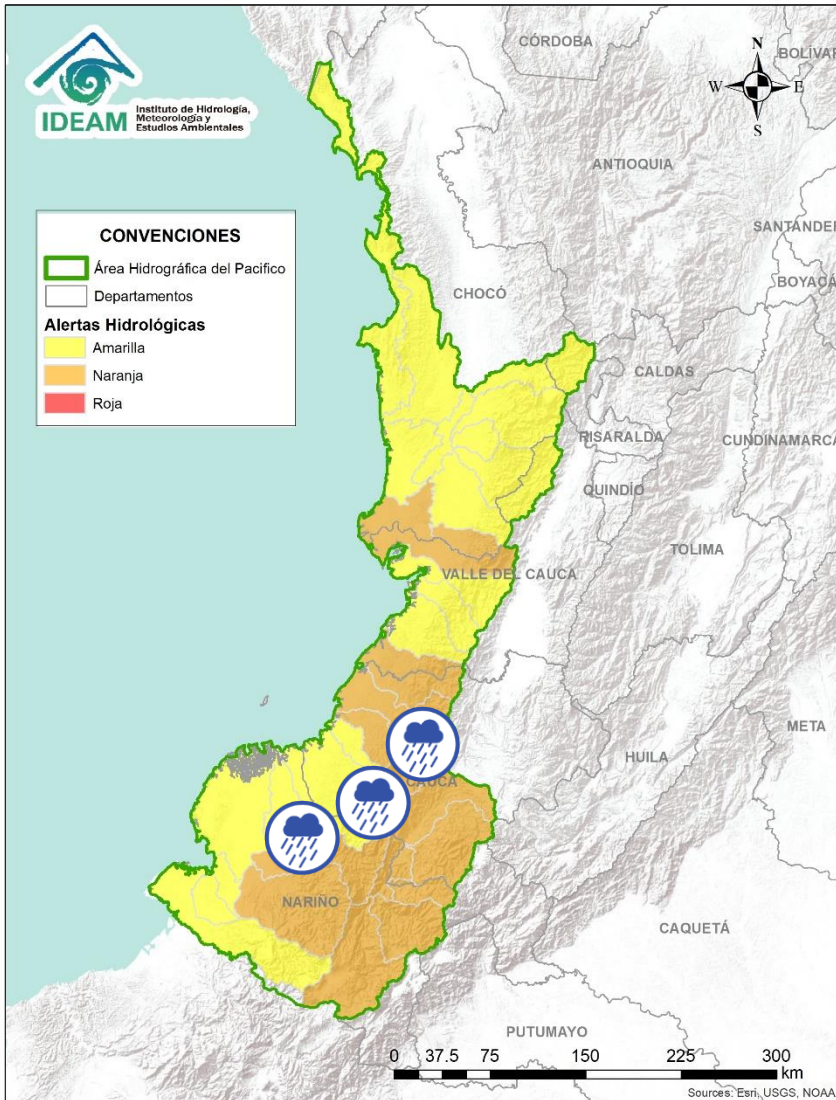 IDEAM
Instituto de Hidrología,
Meteorología y
Estudios Ambientales
CÓRDOBA
BOLÍVAR
N
W
E
S
ANTIOQUIA
SANTANDER
BOYACÁ
CONVENCIONES
Área Hidrográfica del Pacifico
Departamentos
Alertas Hidrológicas
Amarilla
Naranja
Roja
CHOCÓ
CALDAS
RISARALDA
CUNDINAMARCA
QUINDÍO
TOLIMA
VALLE DEL CAUCA
META
HUILA
CAUCA
NARIÑO
CAQUETÁ
PUTUMAYO
0 37.5 75 150 225 300
km
Sources: Esri, USGS, NOAA